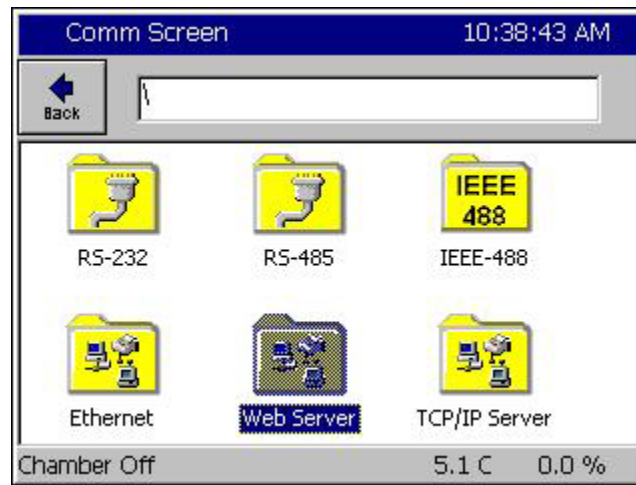 Comm Screen 10:38:43 AM
Back \
IEEE
488
RS-232 RS-485 IEEE-488
Ethernet Web Server TCP/IP Server
Chamber Off 5.1 C 0.0 %